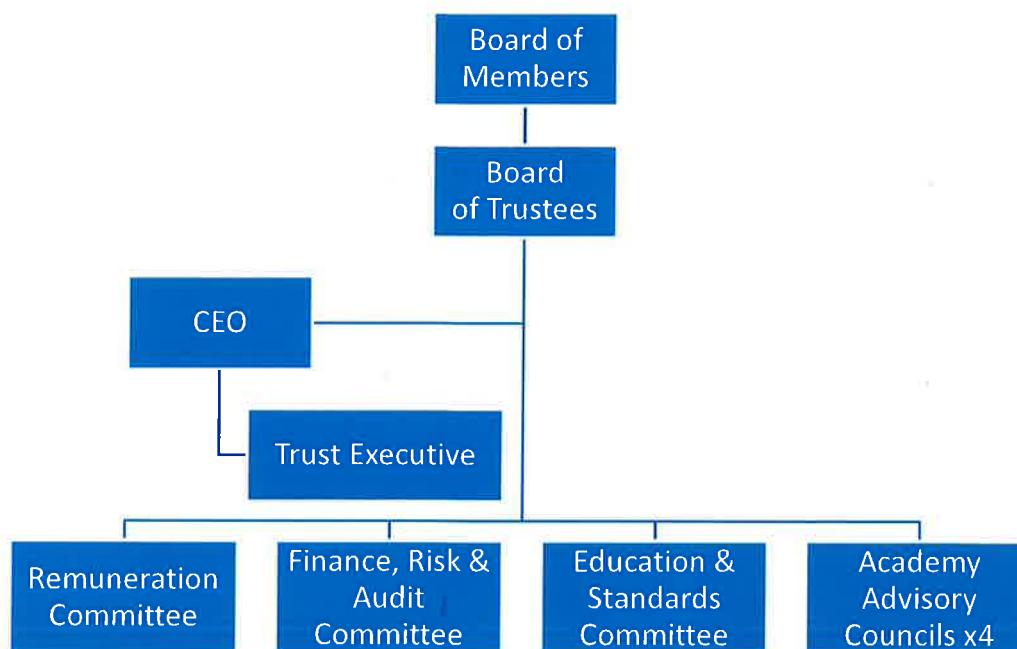 Board of
Members
Board
of Trustees
CEO
Trust Executive
Remuneration
Committee
Finance, Risk &
Audit
Committee
Education &
Standards
Committee
Academy
Advisory
Councils x4